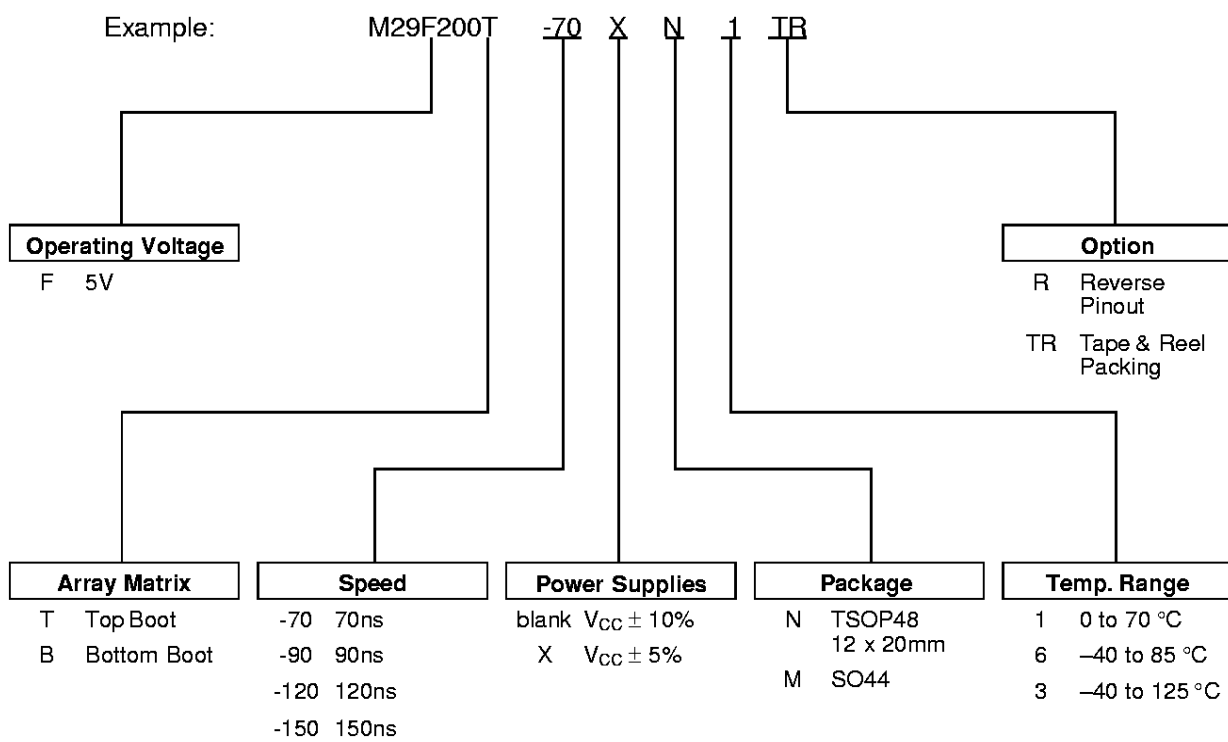 Example: M29F200T -70 X N 1 TR
Operating Voltage
F 5V
Option
R Reverse
Pinout
TR Tape & Reel
Packing
Array Matrix
T Top Boot
B Bottom Boot
Speed
-70 70ns
-90 90ns
-120 120ns
-150 150ns
Power Supplies
blank VCC ± 10%
X VCC ± 5%
Package
N TSOP48
12 x 20mm
M SO44
Temp. Range
1 0 to 70 °C
6 –40 to 85 °C
3 –40 to 125 °C